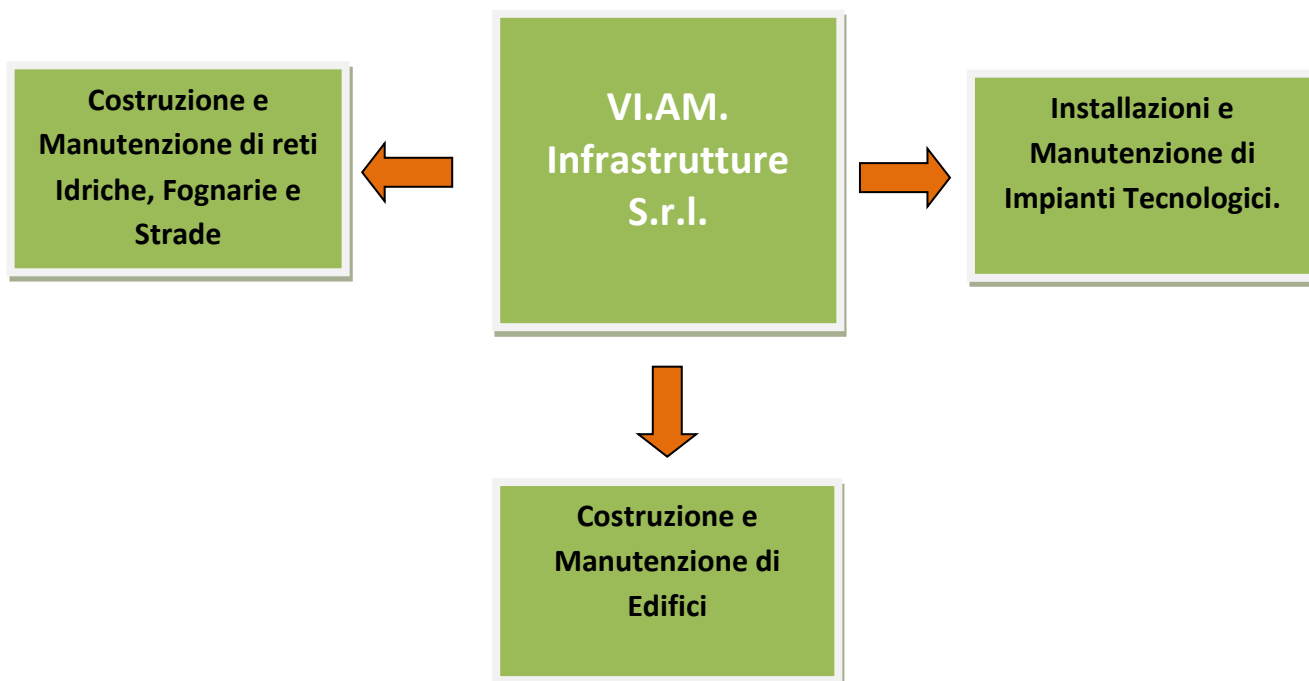 VI.AM.
Infrastrutture
S.r.l.
Costruzione e
Manutenzione di reti
Idriche, Fognarie e
Strade
Installazioni e
Manutenzione di
Impianti Tecnologici.
Costruzione e
Manutenzione di
Edifici